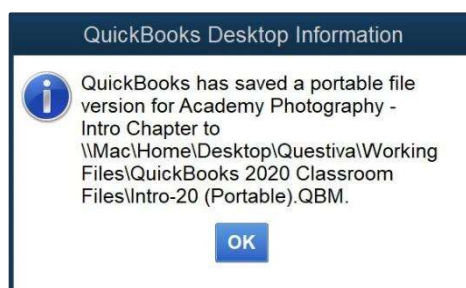 QuickBooks Desktop Information
QuickBooks has saved a portable file
version for Academy Photography -
Intro Chapter to
\\Mac\Home\Desktop\Questiva\Working
Files\QuickBooks 2020 Classroom
Files\Intro-20 (Portable).QBM.
OK